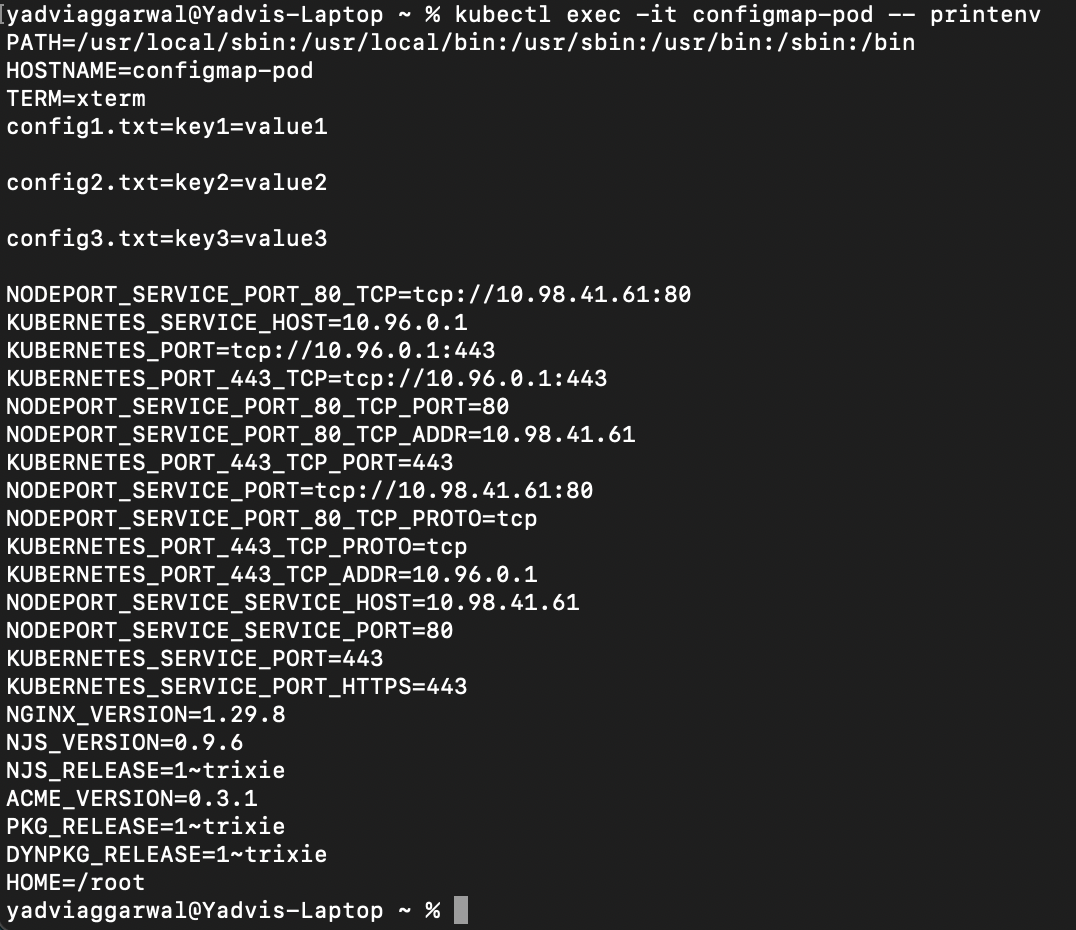 yadviaggarwal@Yadvis-Laptop ~ % kubectl exec -it configmap-pod -- printenv
PATH=/usr/local/sbin:/usr/local/bin:/usr/sbin:/usr/bin:/sbin:/bin
HOSTNAME=configmap-pod
TERM=xterm
config1.txt=key1=value1

config2.txt=key2=value2

config3.txt=key3=value3

NODEPORT_SERVICE_PORT_80_TCP=tcp://10.98.41.61:80
KUBERNETES_SERVICE_HOST=10.96.0.1
KUBERNETES_PORT=tcp://10.96.0.1:443
KUBERNETES_PORT_443_TCP=tcp://10.96.0.1:443
NODEPORT_SERVICE_PORT_80_TCP_PORT=80
NODEPORT_SERVICE_PORT_80_TCP_ADDR=10.98.41.61
KUBERNETES_PORT_443_TCP_PORT=443
NODEPORT_SERVICE_PORT=tcp://10.98.41.61:80
NODEPORT_SERVICE_PORT_80_TCP_PROTO=tcp
KUBERNETES_PORT_443_TCP_PROTO=tcp
KUBERNETES_PORT_443_TCP_ADDR=10.96.0.1
NODEPORT_SERVICE_SERVICE_HOST=10.98.41.61
NODEPORT_SERVICE_SERVICE_PORT=80
KUBERNETES_SERVICE_PORT=443
KUBERNETES_SERVICE_PORT_HTTPS=443
NGINX_VERSION=1.29.8
NJS_VERSION=0.9.6
NJS_RELEASE=1~trixie
ACME_VERSION=0.3.1
PKG_RELEASE=1~trixie
DYNPKG_RELEASE=1~trixie
HOME=/root
yadviaggarwal@Yadvis-Laptop ~ %